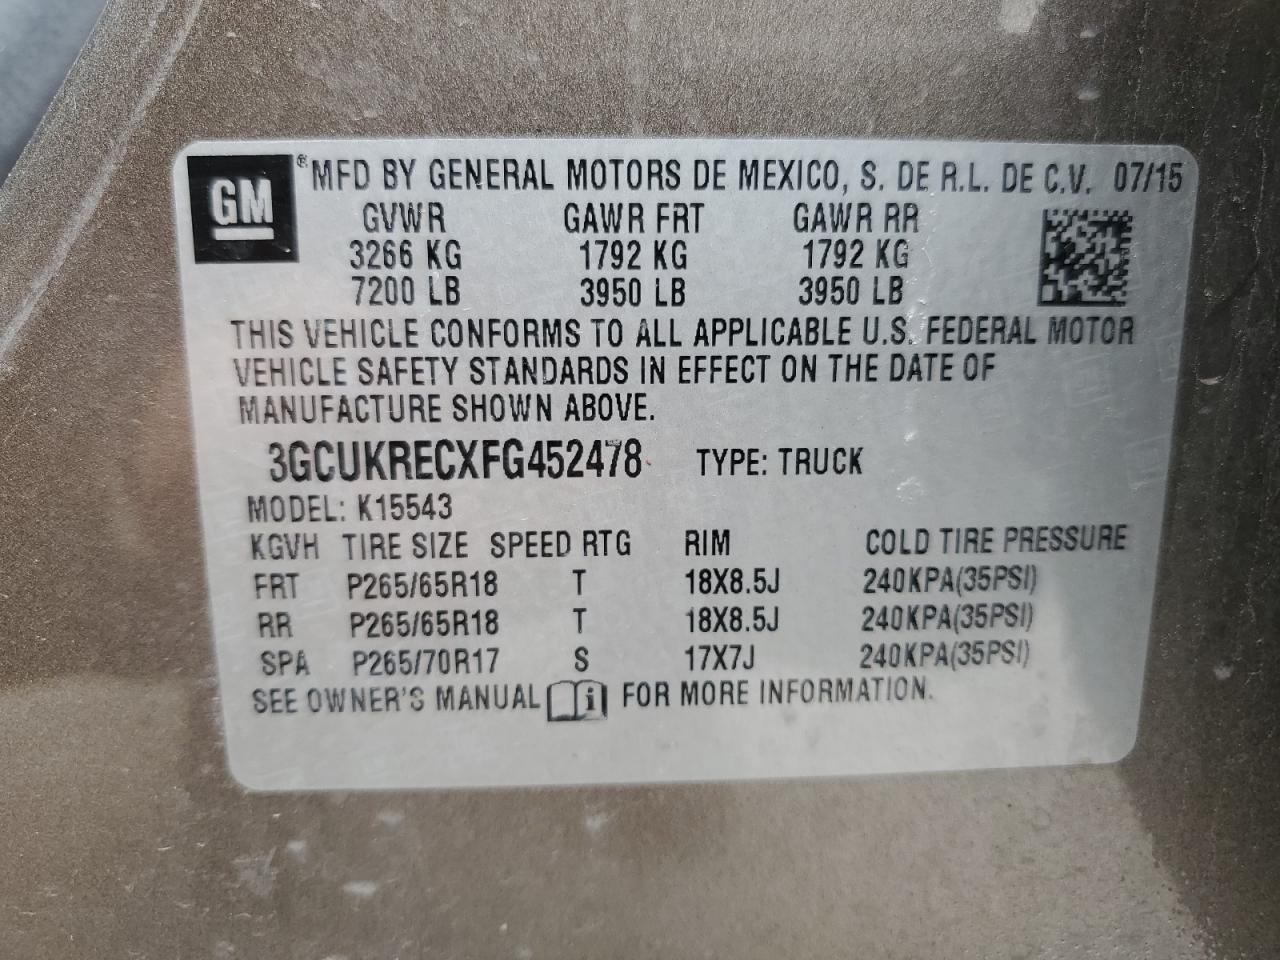 GM ® MFD BY GENERAL MOTORS DE MEXICO, S. DE R.L. DE C.V. 07/15
GVWR GAWR FRT GAWR RR
3266 KG 1792 KG 1792 KG
7200 LB 3950 LB 3950 LB
THIS VEHICLE CONFORMS TO ALL APPLICABLE U.S. FEDERAL MOTOR
VEHICLE SAFETY STANDARDS IN EFFECT ON THE DATE OF
MANUFACTURE SHOWN ABOVE.
3GCUKRECXFG452478 TYPE: TRUCK
MODEL: K15543
KGVH TIRE SIZE SPEED RTG RIM COLD TIRE PRESSURE
FRT P265/65R18 T 18X8.5J 240KPA(35PSI)
RR P265/65R18 T 18X8.5J 240KPA(35PSI)
SPA P265/70R17 S 17X7J 240KPA(35PSI)
SEE OWNER'S MANUAL i FOR MORE INFORMATION.